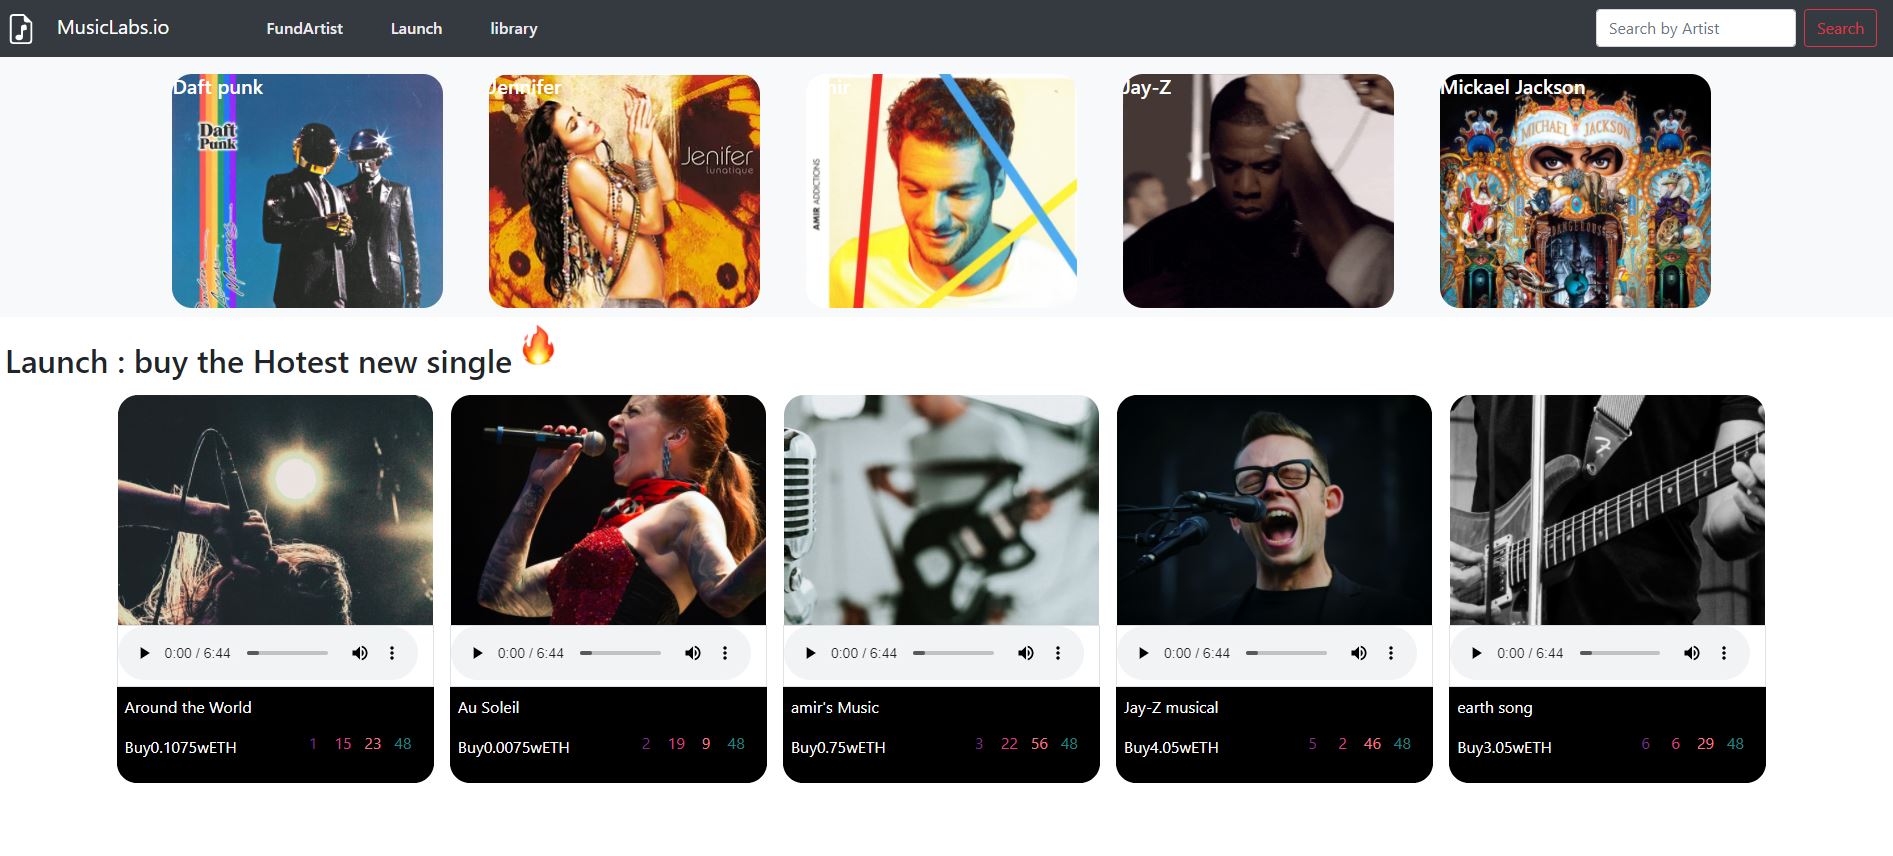 MusicLabs.io FundArtist Launch library Search by Artist Search
Daft punk Jennifer Jay-Z Mickael Jackson
Daft
Punk
Jenifer
lunatique
AMIR ADDICTIONS
MICHAEL JACKSON
DANGEROUS
Launch : buy the Hotest new single
0:00 / 6:44 0:00 / 6:44 0:00 / 6:44 0:00 / 6:44 0:00 / 6:44
Around the World Au Soleil amir's Music Jay-Z musical earth song
Buy0.1075wETH 1 15 23 48 Buy0.0075wETH 2 19 9 48 Buy0.75wETH 3 22 56 48 Buy4.05wETH 5 2 46 48 Buy3.05wETH 6 6 29 48